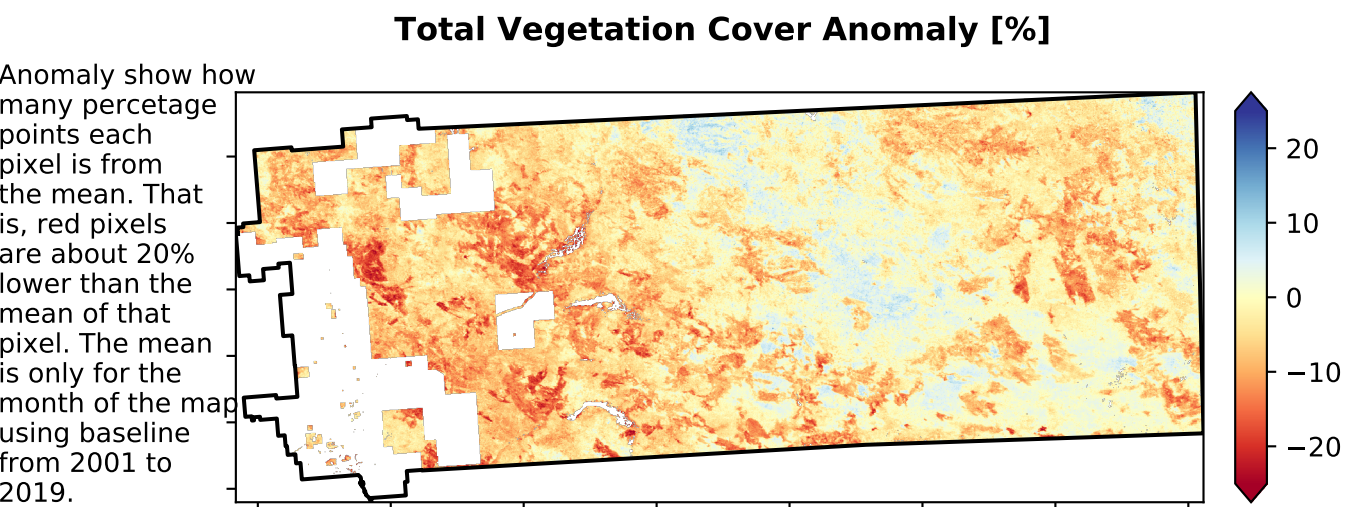 Total Vegetation Cover Anomaly [%]
Anomaly show how
many percetage
points each
pixel is from
the mean. That
is, red pixels
are about 20%
lower than the
mean of that
pixel. The mean
is only for the
month of the map
using baseline
from 2001 to
2019.
20
10
0
−10
−20